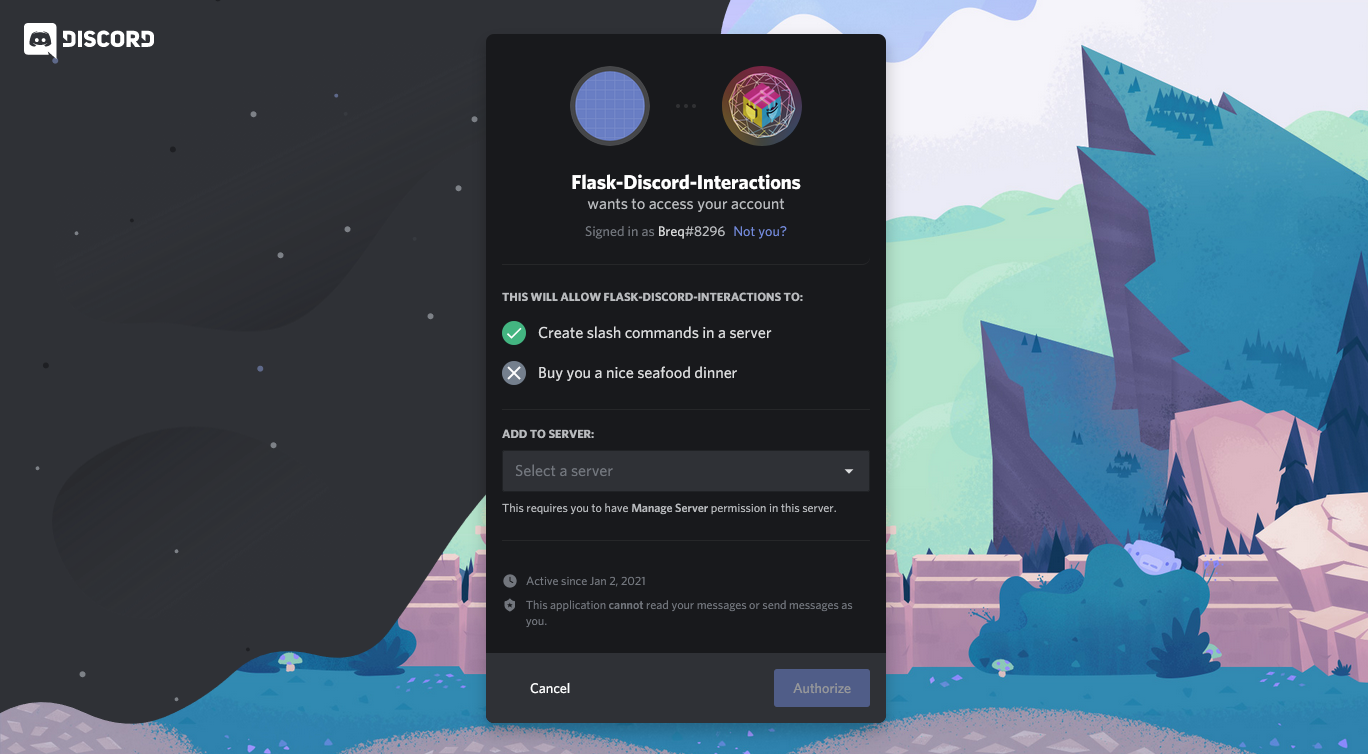 DISCORD
Flask-Discord-Interactions
wants to access your account
Signed in as Breq#8296 Not you?
THIS WILL ALLOW FLASK-DISCORD-INTERACTIONS TO:
Create slash commands in a server
Buy you a nice seafood dinner
ADD TO SERVER:
Select a server
This requires you to have Manage Server permission in this server.
Active since Jan 2, 2021
This application cannot read your messages or send messages as
you.
Cancel
Authorize